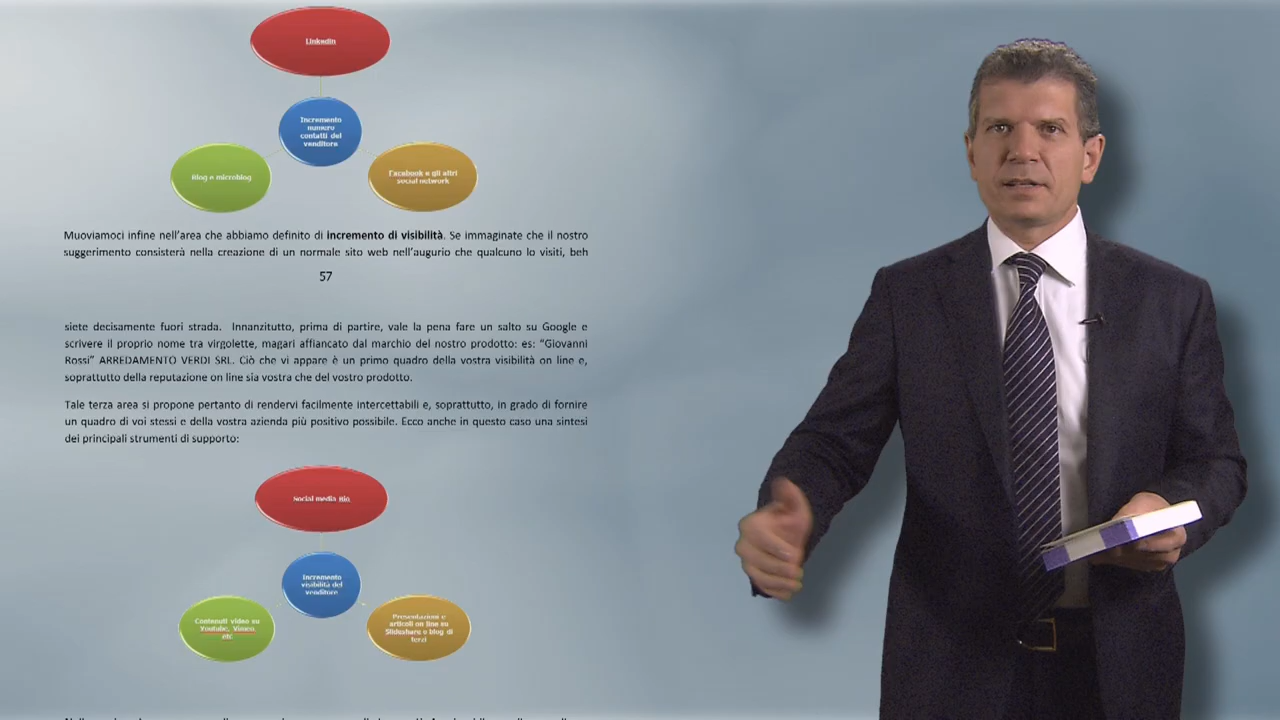 Linkedin
Incremento
numero
contatti del
venditore
Blog e microblog
Facebook e gli altri
social network
Muoviamoci infine nell'area che abbiamo definito di incremento di visibilità. Se immaginate che il nostro
suggerimento consisterà nella creazione di un normale sito web nell'augurio che qualcuno lo visiti, beh
57
siete decisamente fuori strada. Innanzitutto, prima di partire, vale la pena fare un salto su Google e
scrivere il proprio nome tra virgolette, magari affiancato dal marchio del nostro prodotto: es: “Giovanni
Rossi” ARREDAMENTO VERDI SRL. Ciò che vi appare è un primo quadro della vostra visibilità on line e,
soprattutto della reputazione on line sia vostra che del vostro prodotto.
Tale terza area si propone pertanto di rendervi facilmente intercettabili e, soprattutto, in grado di fornire
un quadro di voi stessi e della vostra azienda più positivo possibile. Ecco anche in questo caso una sintesi
dei principali strumenti di supporto:
Social media Bio
Incremento
visibilità del
venditore
Contenuti video su
Youtube, Vimeo,
etc
Presentazioni e
articoli on line su
Slideshare o blog di
terzi